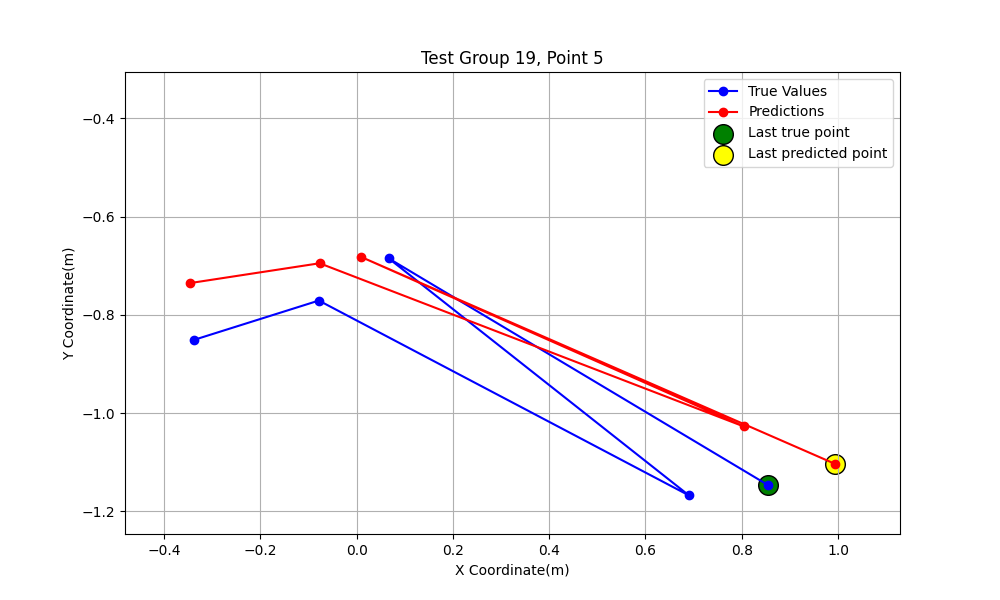 Test Group 19, Point 5
True Values
Predictions
Last true point
Last predicted point
Y Coordinate(m)
−0.4
−0.6
−0.8
−1.0
−1.2
−0.4 −0.2 0.0 0.2 0.4 0.6 0.8 1.0
X Coordinate(m)